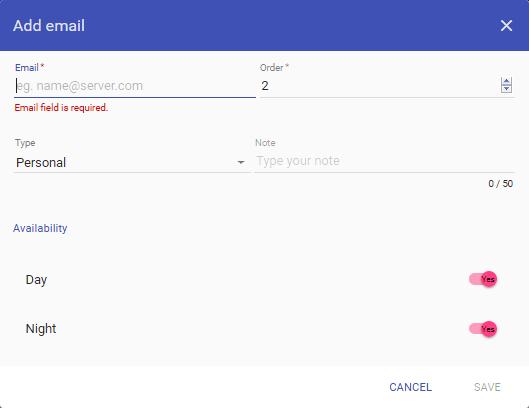 Add email
Email *
Order *
eg. name@server.com
2
Email field is required.
Type
Note
Personal
Type your note
0 / 50
Availability
Day
Yes
Night
Yes
CANCEL
SAVE